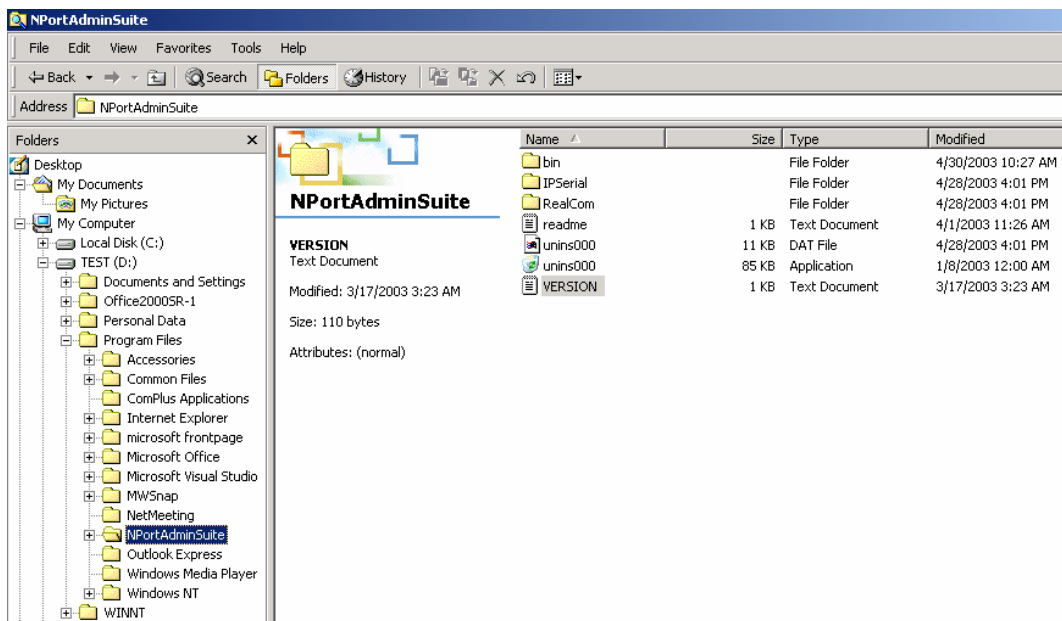 NPortAdminSuite
File Edit View Favorites Tools Help
Back Search Folders History
Address NPortAdminSuite
Folders
Desktop
My Documents
My Pictures
My Computer
Local Disk (C:)
TEST (D:)
Documents and Settings
Office2000SR-1
Personal Data
Program Files
Accessories
Common Files
ComPlus Applications
Internet Explorer
microsoft frontpage
Microsoft Office
Microsoft Visual Studio
MWSnap
NetMeeting
NPortAdminSuite
Outlook Express
Windows Media Player
Windows NT
WINNT
NPortAdminSuite
VERSION
Text Document
Modified: 3/17/2003 3:23 AM
Size: 110 bytes
Attributes: (normal)
Name Size Type Modified
bin File Folder 4/30/2003 10:27 AM
IPSerial File Folder 4/28/2003 4:01 PM
RealCom File Folder 4/28/2003 4:01 PM
readme 1 KB Text Document 4/1/2003 11:26 AM
unins000 11 KB DAT File 4/28/2003 4:01 PM
unins000 85 KB Application 1/8/2003 12:00 AM
VERSION 1 KB Text Document 3/17/2003 3:23 AM